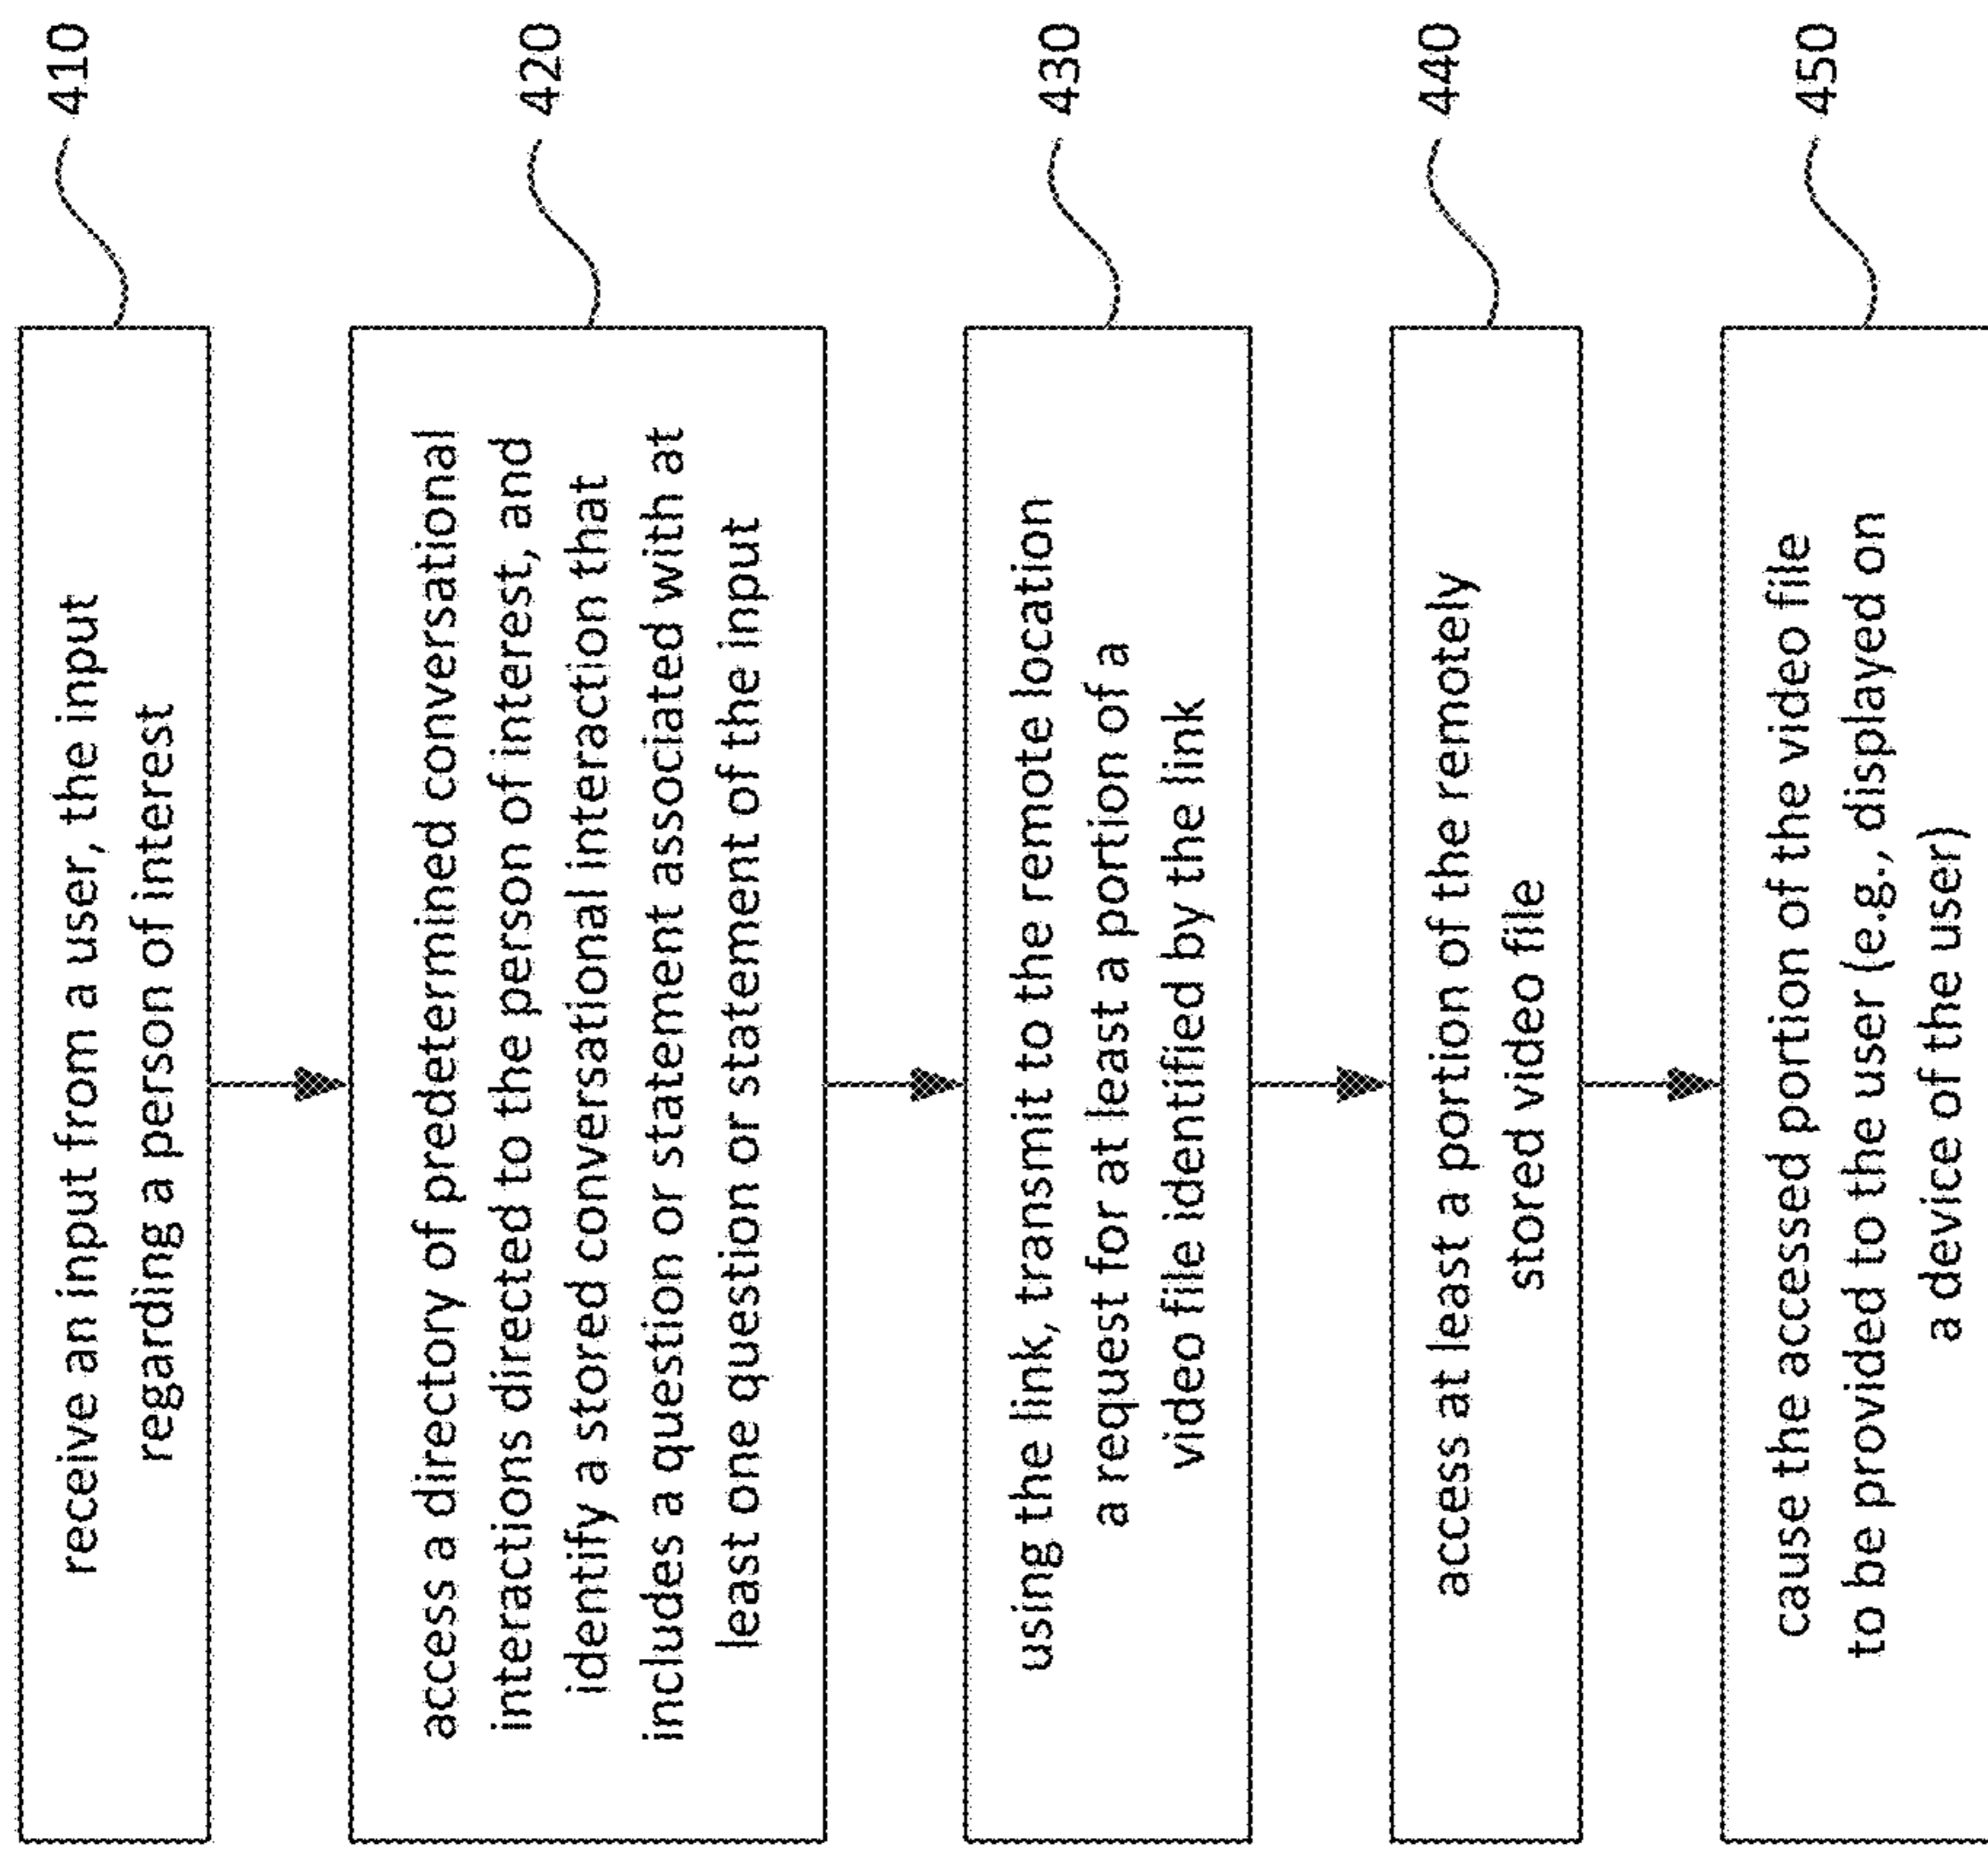 receive an input from a user, the input
regarding a person of interest
410
access a directory of predetermined conversational
interactions directed to the person of interest, and
identify a stored conversational interaction that
includes a question or statement associated with at
least one question or statement of the input
420
using the link, transmit to the remote location
a request for at least a portion of a
video file identified by the link
430
access at least a portion of the remotely
stored video file
440
cause the accessed portion of the video file
to be provided to the user (e.g., displayed on
a device of the user)
450